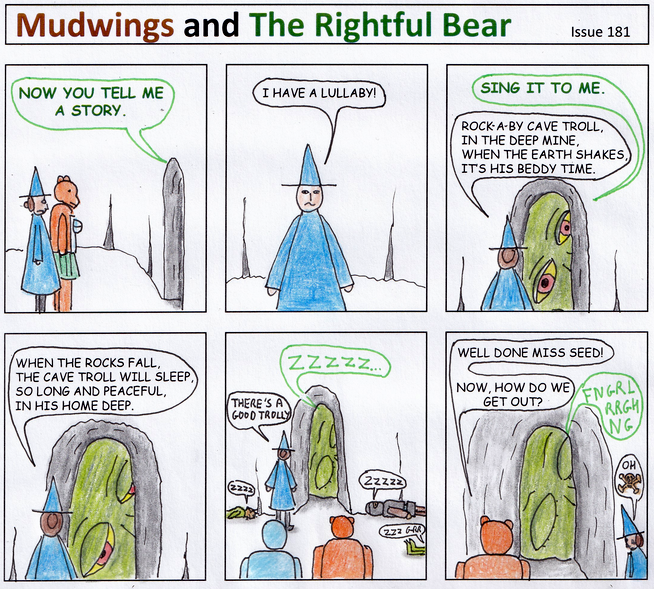 Mudwings and The Rightful Bear
Issue 181
NOW YOU TELL ME
A STORY.
I HAVE A LULLABY!
SING IT TO ME.
ROCK-A-BY CAVE TROLL,
IN THE DEEP MINE,
WHEN THE EARTH SHAKES,
IT'S HIS BEDDY TIME.
WHEN THE ROCKS FALL,
THE CAVE TROLL WILL SLEEP,
SO LONG AND PEACEFUL,
IN HIS HOME DEEP.
ZZZZZ...
THERE'S A
GOOD TROLLY
ZZZZ
ZZZZZ
ZZZ GRR
WELL DONE MISS SEED!
NOW, HOW DO WE
GET OUT?
FNGRL
RRGH
NG
OH